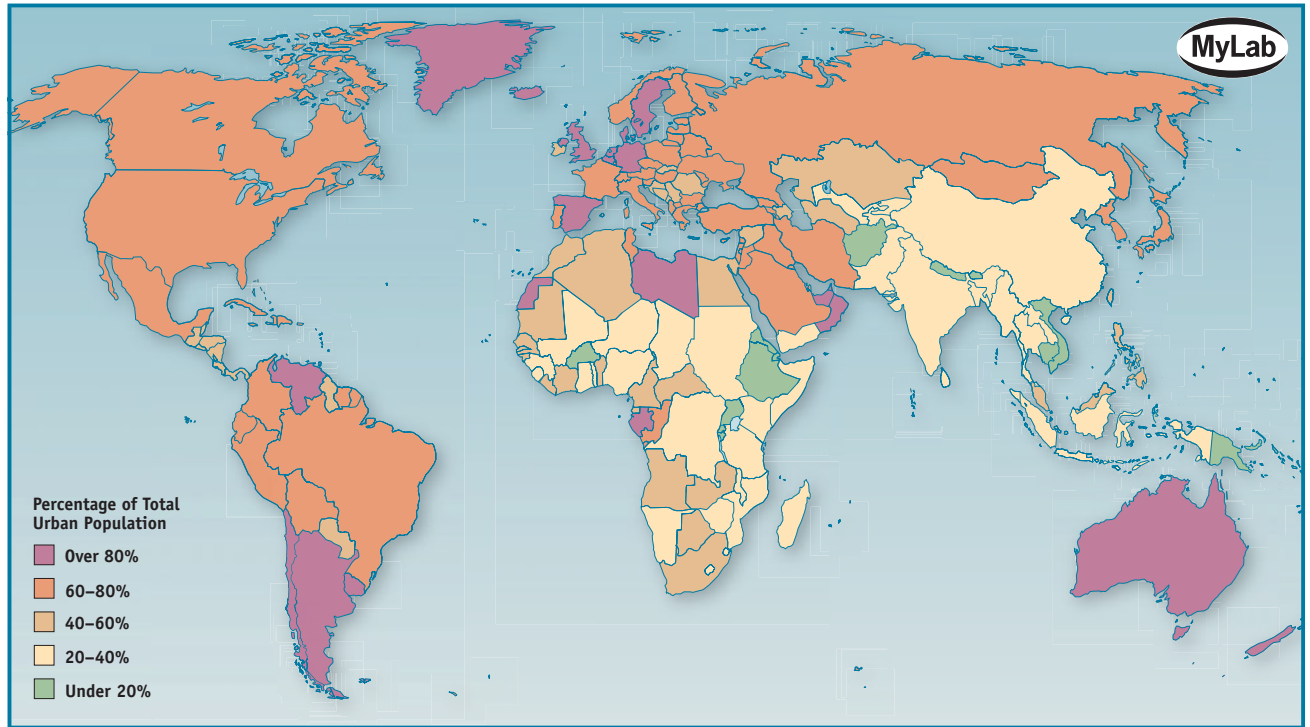 MyLab
Percentage of Total
Urban Population
Over 80%
60–80%
40–60%
20–40%
Under 20%